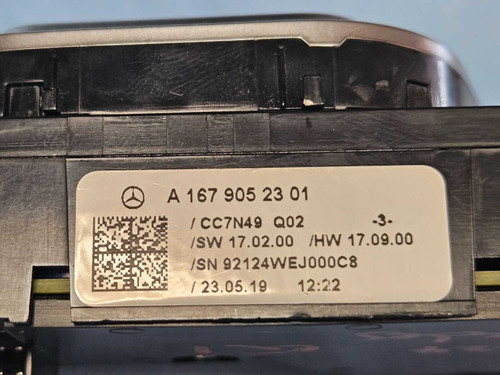 A 167 905 23 01
/CC7N49 Q02 -3-
/SW 17.02.00 /HW 17.09.00
/SN 92124WEJ000C8
/23.05.19 12:22